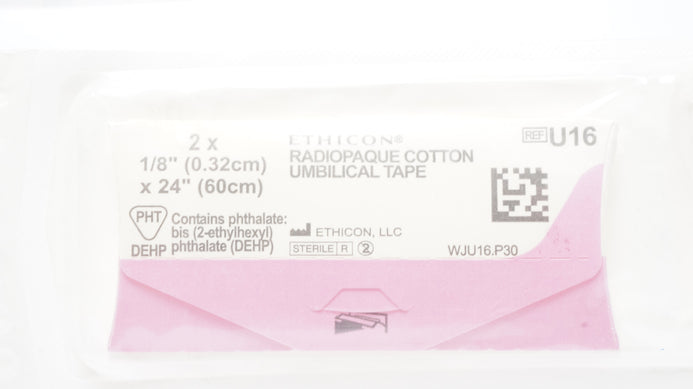 2 x
1/8" (0.32cm)
x 24" (60cm)
PHT
DEHP
Contains phthalate:
bis (2-ethylhexyl)
phthalate (DEHP)
ETHICON®
RADIOPAQUE COTTON
UMBILICAL TAPE
ETHICON, LLC
STERILE R 2
REF U16
WJU16.P30